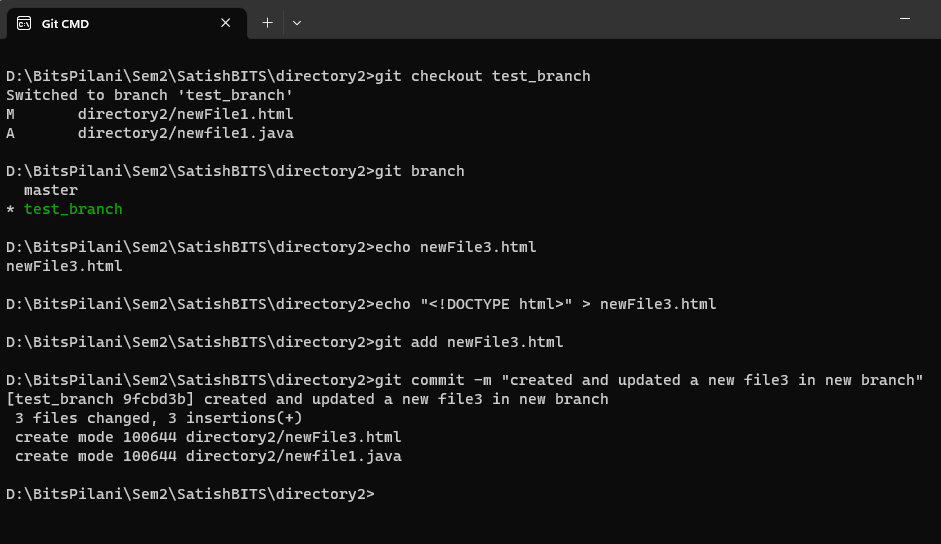 Git CMD
D:\BitsPilani\Sem2\SatishBITS\directory2>git checkout test_branch
Switched to branch 'test_branch'
M       directory2/newFile1.html
A       directory2/newfile1.java
D:\BitsPilani\Sem2\SatishBITS\directory2>git branch
  master
* test_branch
D:\BitsPilani\Sem2\SatishBITS\directory2>echo newFile3.html
newFile3.html
D:\BitsPilani\Sem2\SatishBITS\directory2>echo "<!DOCTYPE html>" > newFile3.html
D:\BitsPilani\Sem2\SatishBITS\directory2>git add newFile3.html
D:\BitsPilani\Sem2\SatishBITS\directory2>git commit -m "created and updated a new file3 in new branch"
[test_branch 9fcbd3b] created and updated a new file3 in new branch
 3 files changed, 3 insertions(+)
 create mode 100644 directory2/newFile3.html
 create mode 100644 directory2/newfile1.java
D:\BitsPilani\Sem2\SatishBITS\directory2>